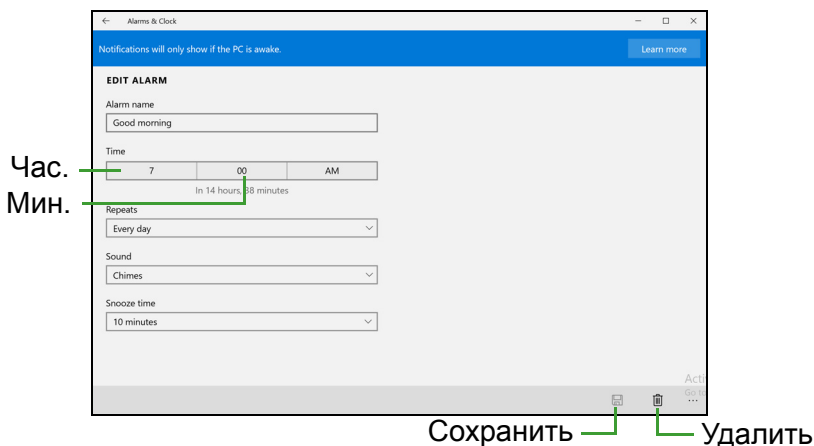 Alarms & Clock
Notifications will only show if the PC is awake.
Learn more
EDIT ALARM
Alarm name
Good morning
Time
Час.
7 00 AM
In 14 hours, 38 minutes
Мин.
Repeats
Every day
Sound
Chimes
Snooze time
10 minutes
Go to
Сохранить
Удалить